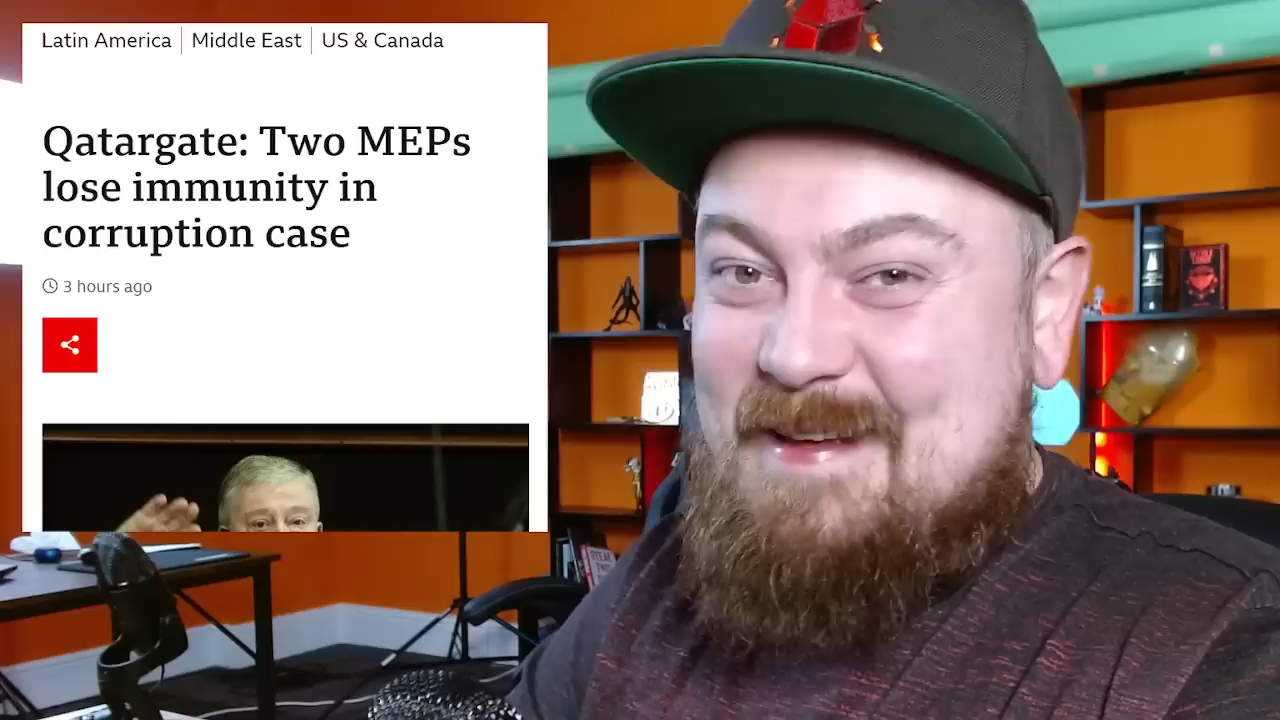 Latin America | Middle East | US & Canada
Qatargate: Two MEPs
lose immunity in
corruption case
3 hours ago